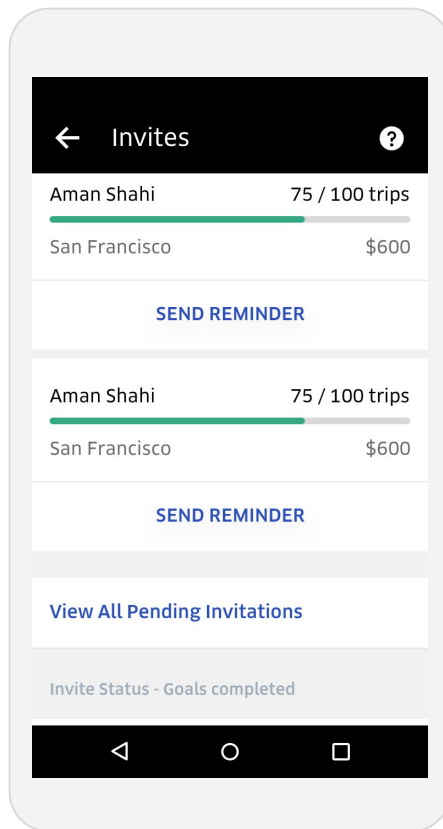 Invites
?
Aman Shahi 75 / 100 trips
San Francisco $600
SEND REMINDER
Aman Shahi 75 / 100 trips
San Francisco $600
SEND REMINDER
View All Pending Invitations
Invite Status - Goals completed